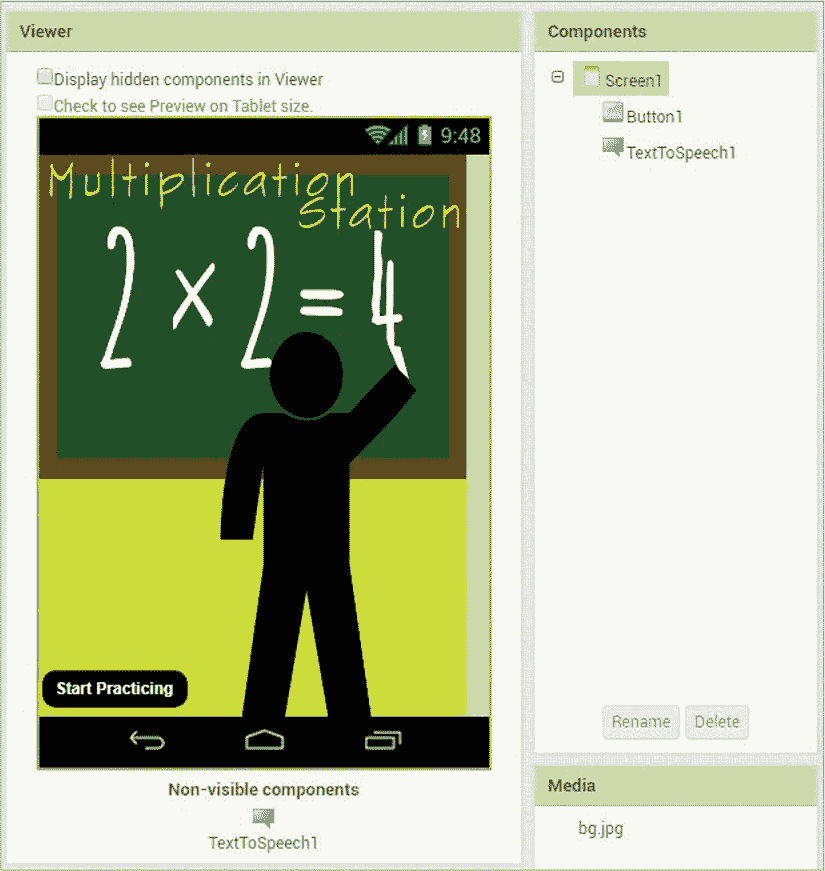 Viewer
Display hidden components in Viewer
Check to see Preview on Tablet size.
9:48
Multiplication
Station
2 x 2 = 4
Start Practicing
Non-visible components
TextToSpeech1
Components
Screen1
Button1
TextToSpeech1
Rename Delete
Media
bg.jpg